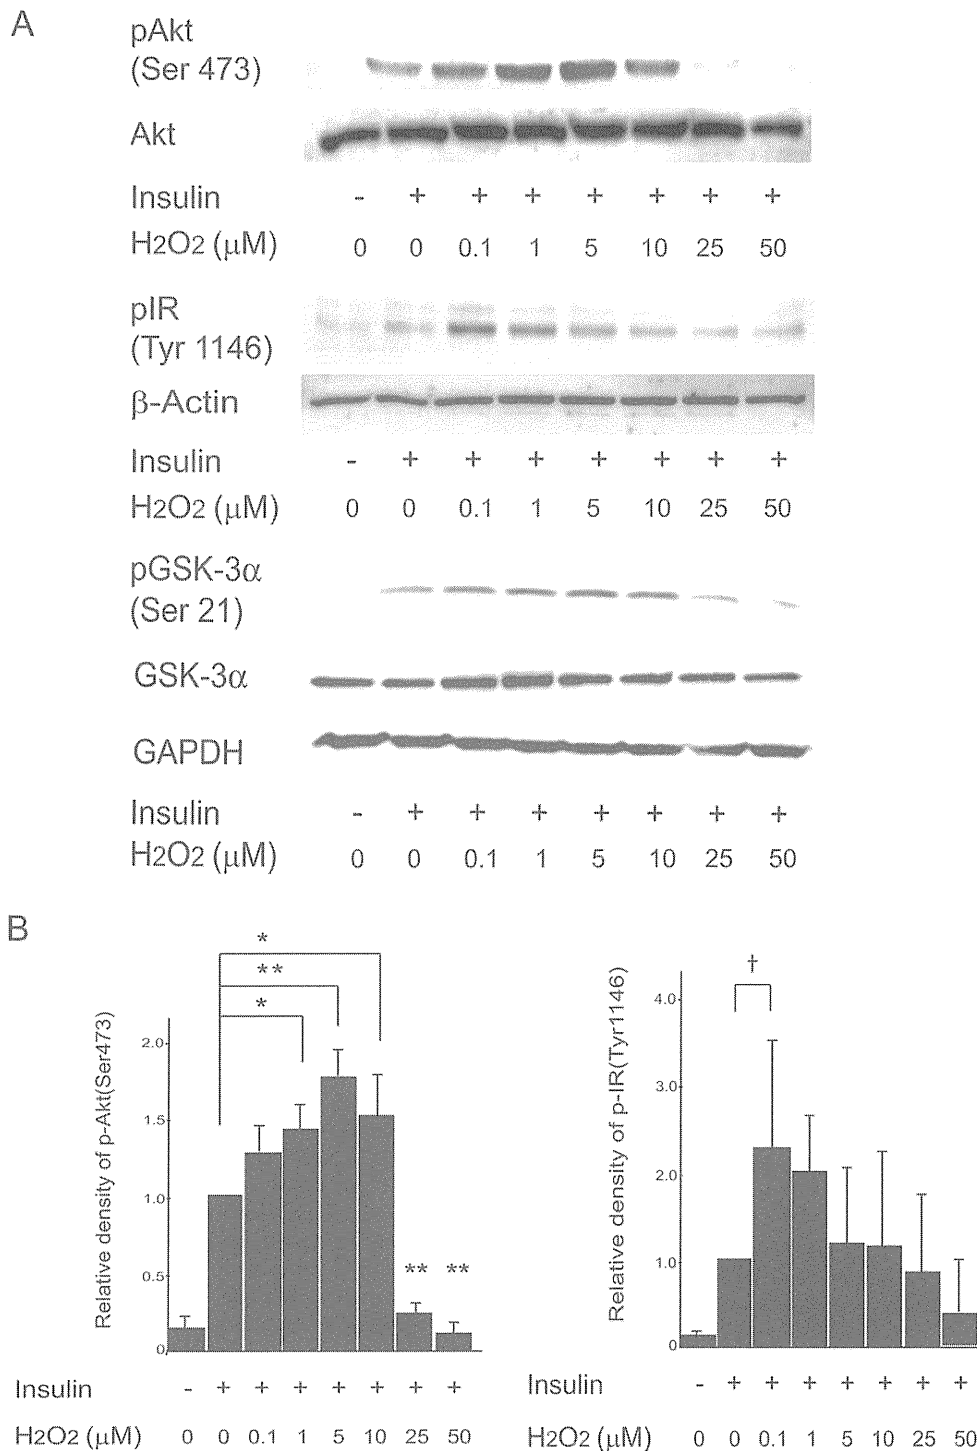 A
pAkt
(Ser 473)
Akt
Insulin - + + + + + + +
H2O2 (μM) 0 0 0.1 1 5 10 25 50
pIR
(Tyr 1146)
β-Actin
Insulin - + + + + + + +
H2O2 (μM) 0 0 0.1 1 5 10 25 50
pGSK-3α
(Ser 21)
GSK-3α
GAPDH
Insulin - + + + + + + +
H2O2 (μM) 0 0 0.1 1 5 10 25 50
B
Relative density of p-Akt(Ser473)
2.0
1.5
1.0
0.5
0
*
**
*
** **
Insulin - + + + + + + +
H2O2 (μM) 0 0 0.1 1 5 10 25 50
Relative density of p-IR(Tyr1146)
4.0
3.0
2.0
1.0
0
†
Insulin - + + + + + + +
H2O2 (μM) 0 0 0.1 1 5 10 25 50